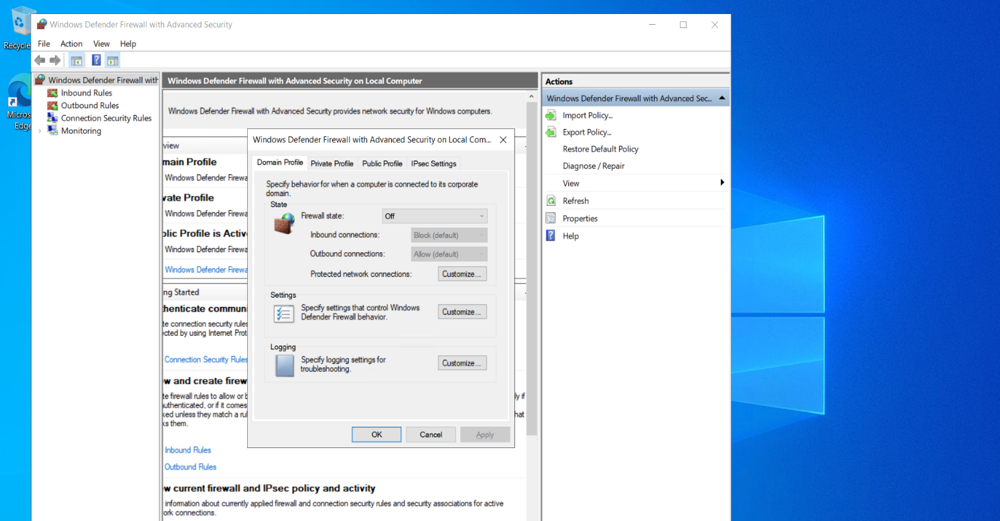 Recycle
Micros
Edge
Windows Defender Firewall with Advanced Security
File Action View Help
Windows Defender Firewall with
Inbound Rules
Outbound Rules
Connection Security Rules
Monitoring
Windows Defender Firewall with Advanced Security on Local Computer
Windows Defender Firewall with Advanced Security provides network security for Windows computers.
view
main Profile
Windows Defender Firewa
vate Profile
Windows Defender Firewa
blic Profile is Activ
Windows Defender Firewa
Windows Defender Firewa
ng Started
thenticate communi
te connection security rules
ected by using Internet Prot
Connection Security Rules
w and create firew
te firewall rules to allow or b
ly if
uthenticated, or if it comes
ked unless they match a rul
hat
ks them.
Inbound Rules
Outbound Rules
w current firewall and IPsec policy and activity
information about currently applied firewall and connection security rules and security associations for active
ork connections.
Windows Defender Firewall with Advanced Security on Local Com...
Domain Profile Private Profile Public Profile IPsec Settings
Specify behavior for when a computer is connected to its corporate
domain.
State
Firewall state: Off
Inbound connections: Block (default)
Outbound connections: Allow (default)
Protected network connections: Customize...
Settings
Specify settings that control Windows
Defender Firewall behavior.
Customize...
Logging
Specify logging settings for
troubleshooting.
Customize...
OK Cancel Apply
Actions
Windows Defender Firewall with Advanced Sec...
Import Policy...
Export Policy...
Restore Default Policy
Diagnose / Repair
View
Refresh
Properties
Help